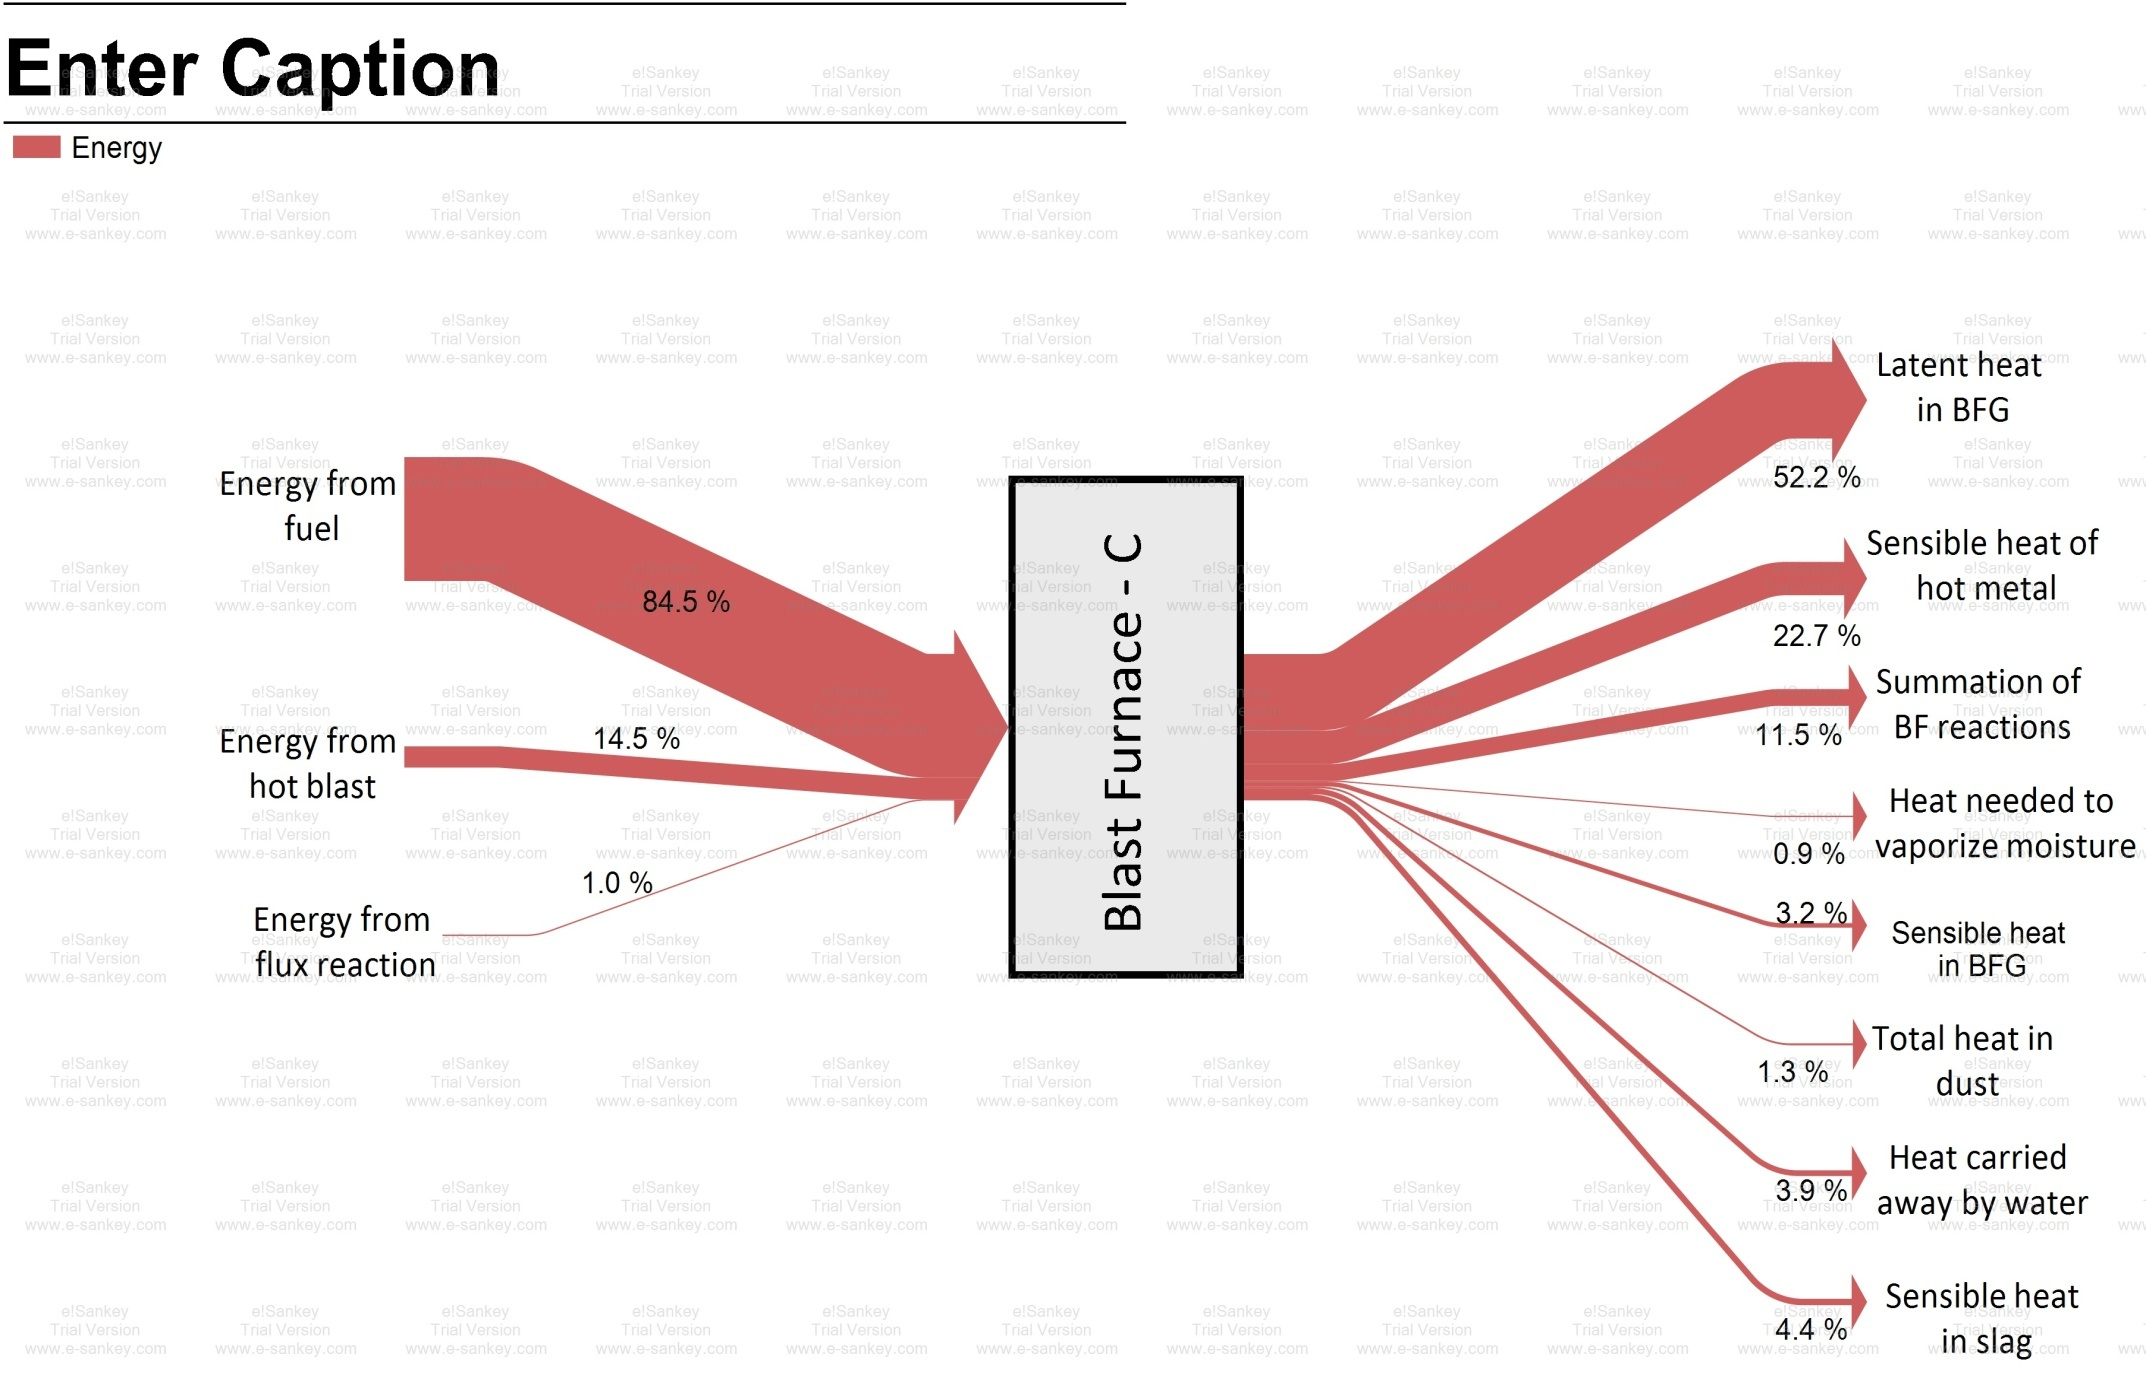 Enter Caption
Energy
Energy from
fuel
84.5 %
Energy from
hot blast
14.5 %
Energy from
flux reaction
1.0 %
Blast Furnace - C
Latent heat
in BFG
52.2 %
Sensible heat of
hot metal
22.7 %
Summation of
BF reactions
11.5 %
Heat needed to
vaporize moisture
0.9 %
Sensible heat
in BFG
3.2 %
Total heat in
dust
1.3 %
Heat carried
away by water
3.9 %
Sensible heat
in slag
4.4 %
e!Sankey
Trial Version
www.e-sankey.com